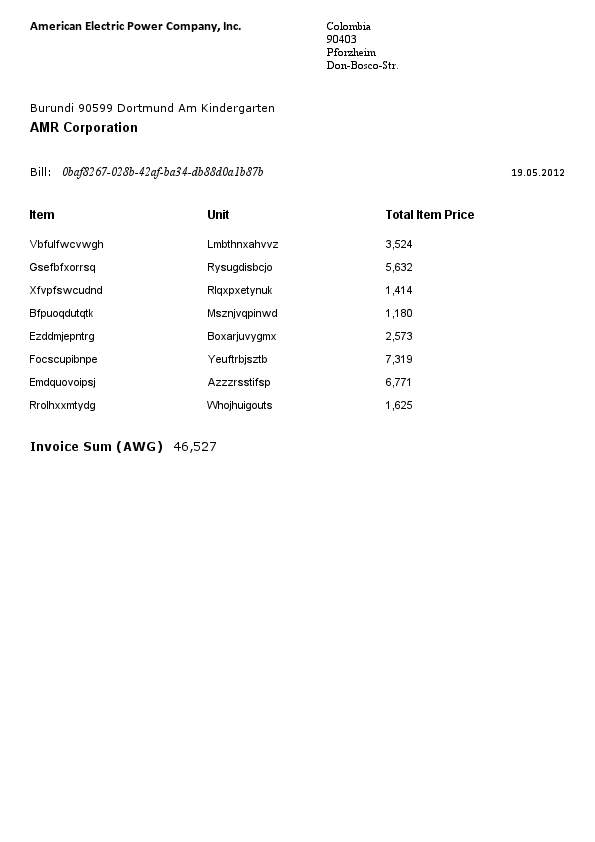 American Electric Power Company, Inc.
Colombia
90403
Pforzheim
Don-Bosco-Str.
Burundi 90599 Dortmund Am Kindergarten
AMR Corporation
Bill: 0baf8267-028b-42af-ba34-db88d0a1b87b 19.05.2012
Item Unit Total Item Price
Vbfulfwcvwgh Lmbthnxahvvz 3,524
Gsefbfxorrsq Rysugdisbcjo 5,632
Xfvpfswcudnd Rlqxpxetynuk 1,414
Bfpuoqdutqtk Msznjvqpinwd 1,180
Ezddmjepntrg Boxarjuvygmx 2,573
Focscupibnpe Yeuftrbjsztb 7,319
Emdquovoipsj Azzzrsstifsp 6,771
Rrolhxxmtydg Whojhuigouts 1,625
Invoice Sum (AWG) 46,527